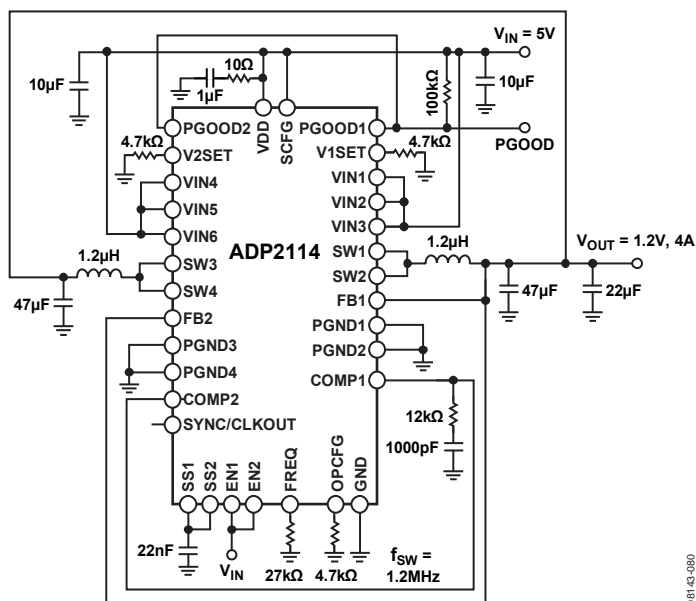 VIN = 5V
10Ω
10µF
1µF
100kΩ
10µF
VDD
SCFG
PGOOD2
PGOOD1
PGOOD
4.7kΩ
4.7kΩ
V2SET
V1SET
VIN4
VIN1
VIN5
VIN2
VIN6
VIN3
ADP2114
VOUT = 1.2V, 4A
1.2µH
1.2µH
SW3
SW1
SW4
SW2
47µF
47µF
22µF
FB2
FB1
PGND3
PGND1
PGND4
PGND2
COMP2
COMP1
SYNC/CLKOUT
12kΩ
1000pF
SS1
SS2
EN1
EN2
FREQ
OPCFG
GND
22nF
VIN
27kΩ
4.7kΩ
fSW =
1.2MHz
08143-080